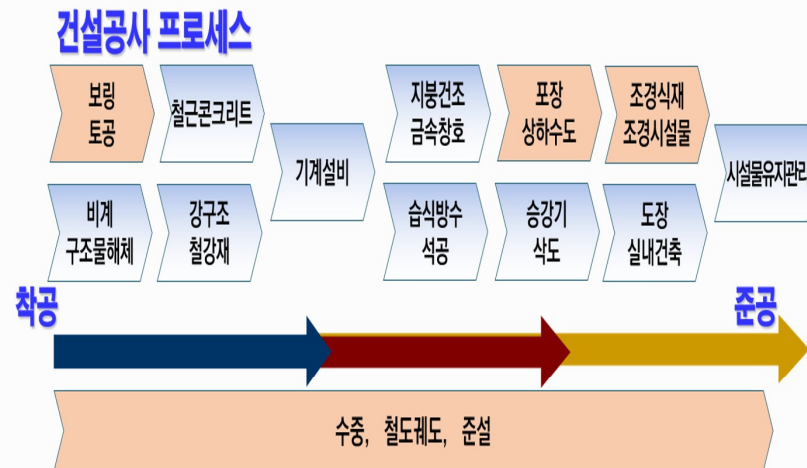 건설공사 프로세스
보링
토공
철근콘크리트
기계설비
지붕건조
금속창호
포장
상하수도
조경식재
조경시설물
시설물유지관리
비계
구조물해체
강구조
철강재
습식방수
석공
승강기
삭도
도장
실내건축
착공
준공
수중, 철도궤도, 준설